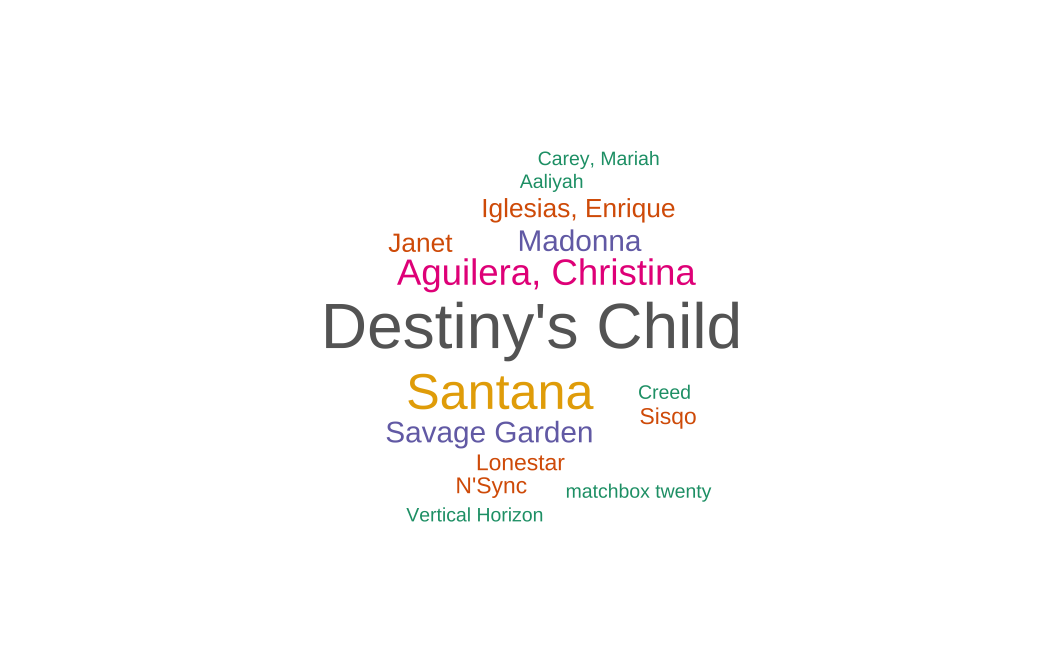 Carey, Mariah
Aaliyah
Iglesias, Enrique
Janet
Madonna
Aguilera, Christina
Destiny's Child
Santana
Creed
Sisqo
Savage Garden
Lonestar
N'Sync
matchbox twenty
Vertical Horizon